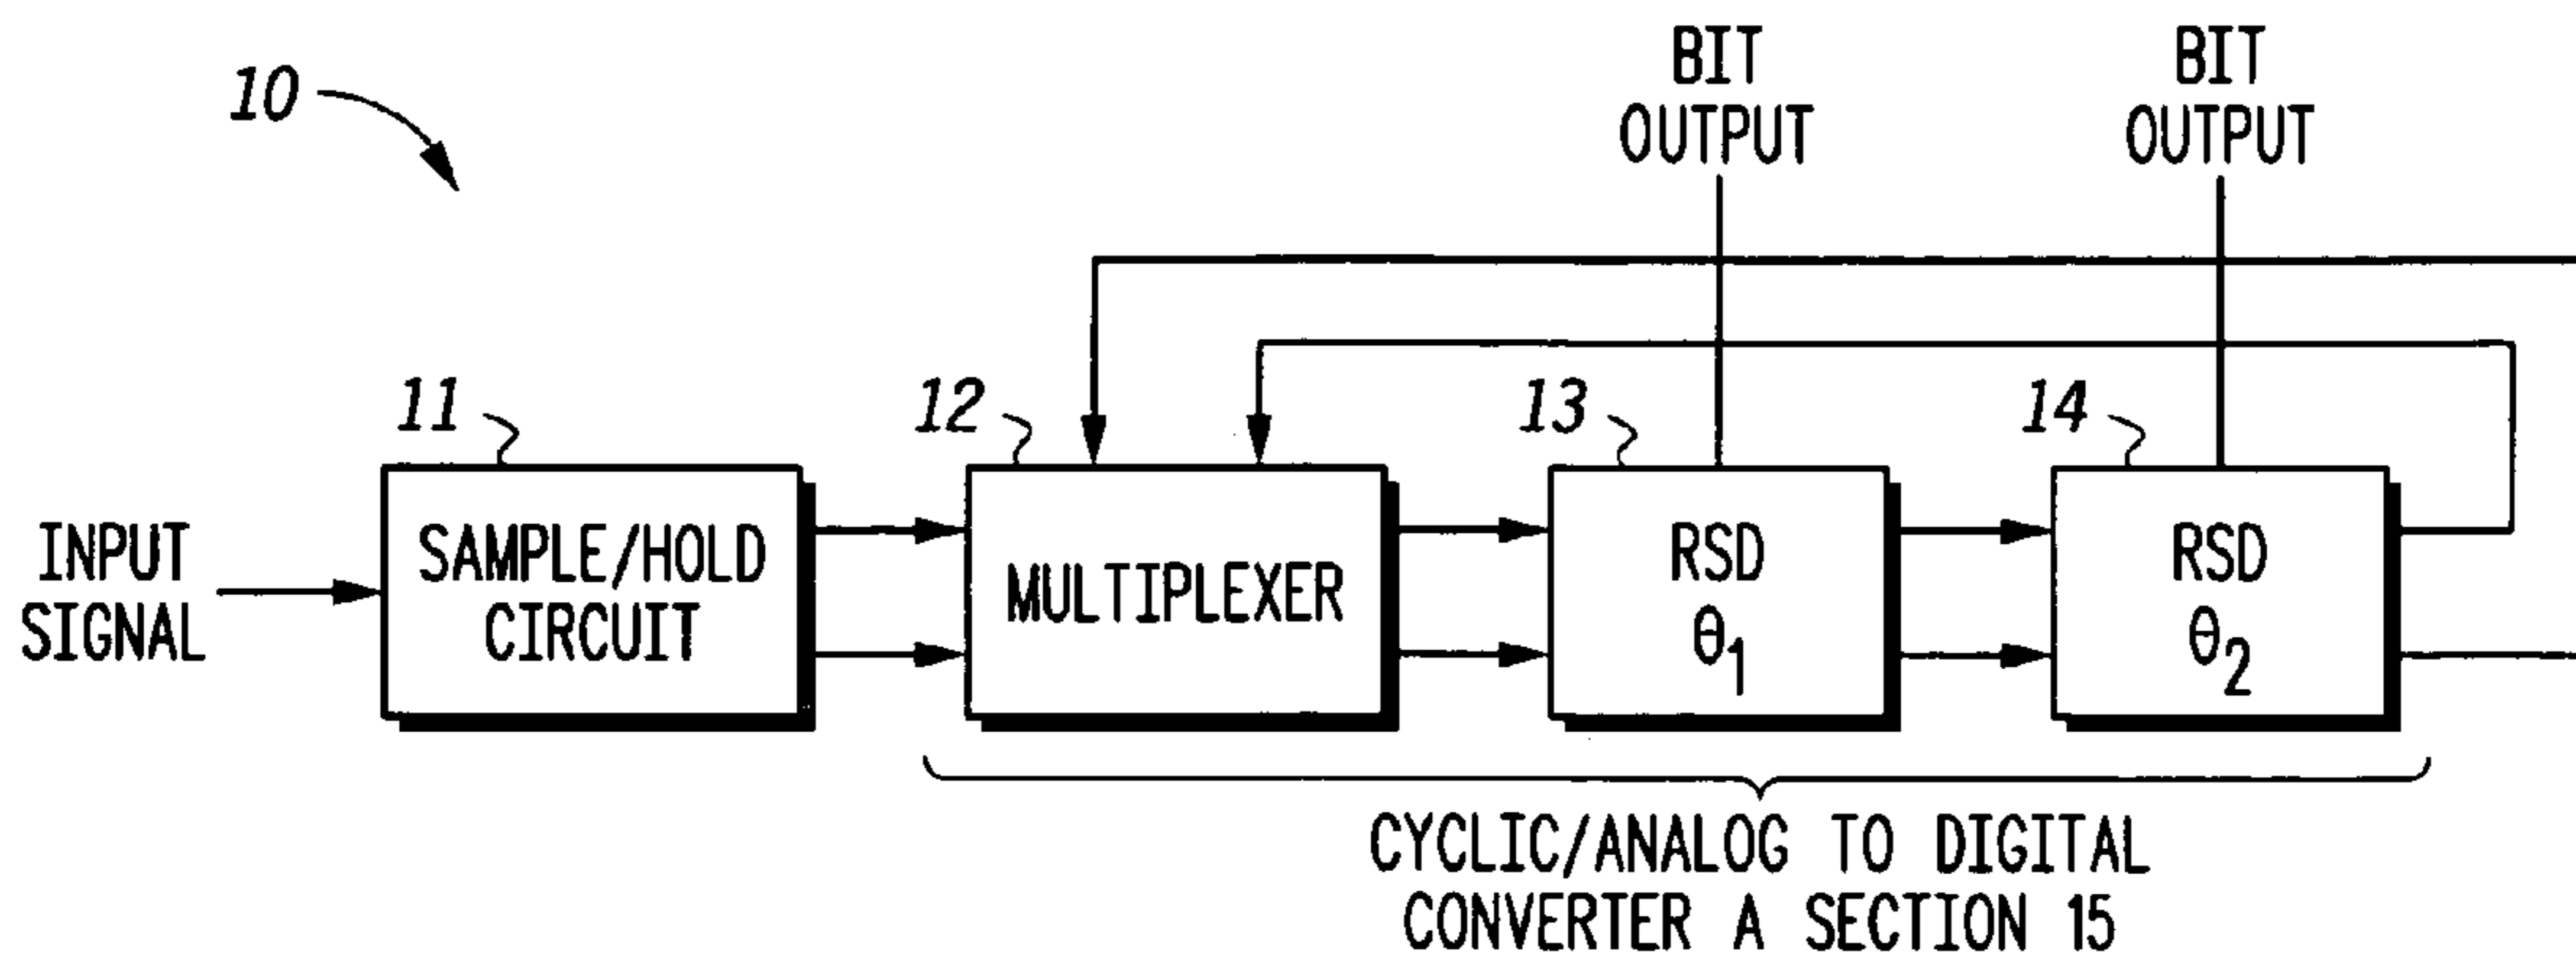 10
BIT
OUTPUT
BIT
OUTPUT
11
12
13
14
INPUT
SIGNAL
SAMPLE/HOLD
CIRCUIT
MULTIPLEXER
RSD
θ1
RSD
θ2
CYCLIC/ANALOG TO DIGITAL
CONVERTER A SECTION 15